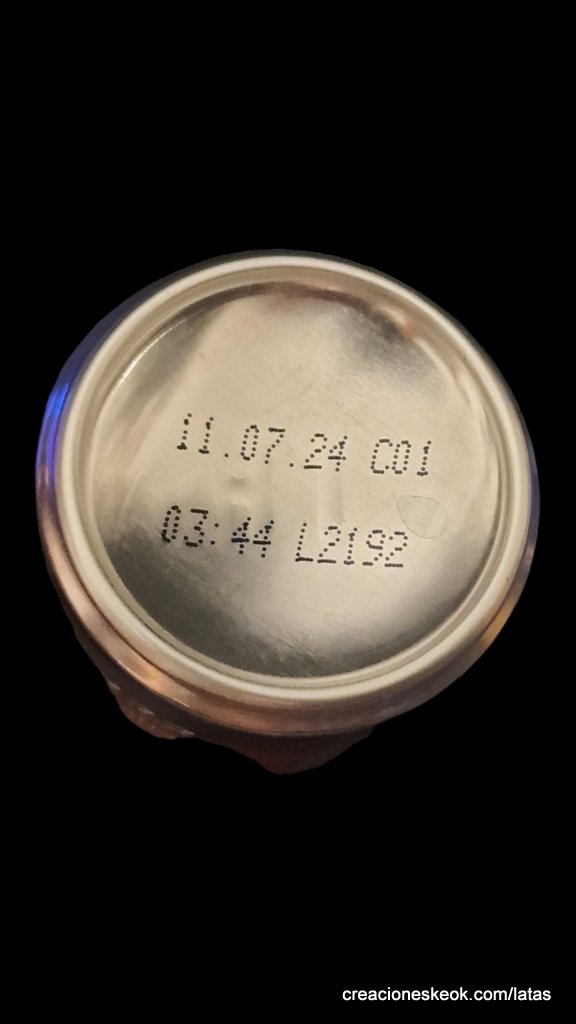 11.07.24 C01
03:44 L2192
creacioneskeok.com/latas